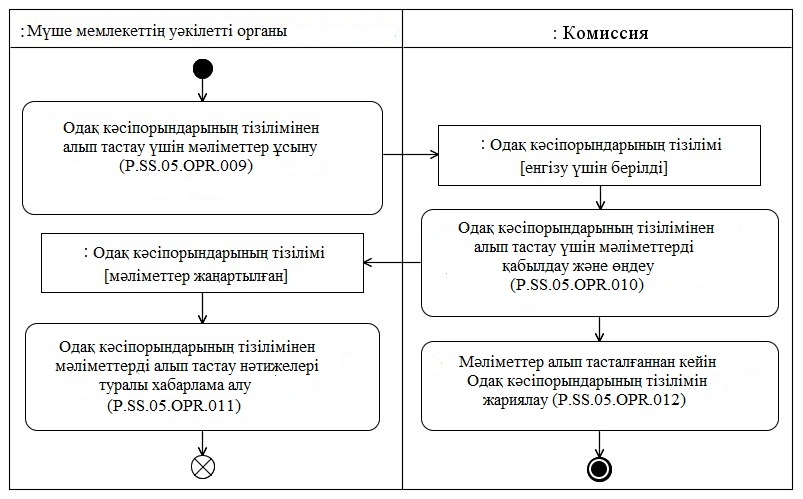 : Мүше мемлекеттің уәкілетті органы
: Комиссия
Одақ кәсіпорындарының тізілімінен
алып тастау үшін мәліметтер ұсыну
(P.SS.05.OPR.009)
: Одақ кәсіпорындарының тізілімі
[енгізу үшін берілді]
Одақ кәсіпорындарының тізілімінен
алып тастау үшін мәліметтерді
қабылдау және өңдеу
(P.SS.05.OPR.010)
: Одақ кәсіпорындарының тізілімі
[мәліметтер жаңартылған]
Одақ кәсіпорындарының тізілімінен
мәліметтерді алып тастау нәтижелері
туралы хабарлама алу
(P.SS.05.OPR.011)
Мәліметтер алып тасталғаннан кейін
Одақ кәсіпорындарының тізілімін
жариялау (P.SS.05.OPR.012)